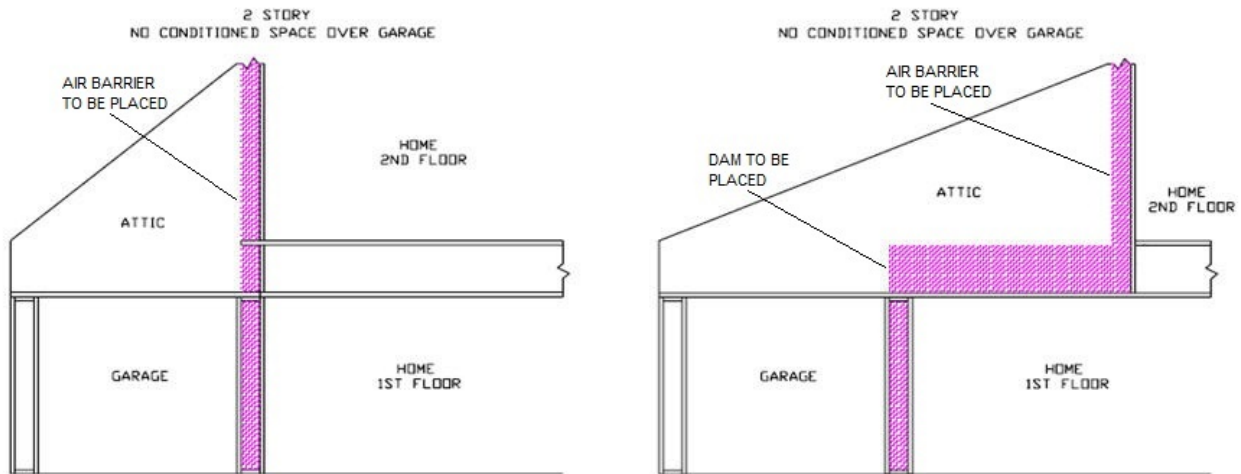 2 STORY
NO CONDITIONED SPACE OVER GARAGE
AIR BARRIER
TO BE PLACED
HOME
2ND FLOOR
ATTIC
GARAGE
HOME
1ST FLOOR
2 STORY
NO CONDITIONED SPACE OVER GARAGE
AIR BARRIER
TO BE PLACED
DAM TO BE
PLACED
ATTIC
HOME
2ND FLOOR
GARAGE
HOME
1ST FLOOR